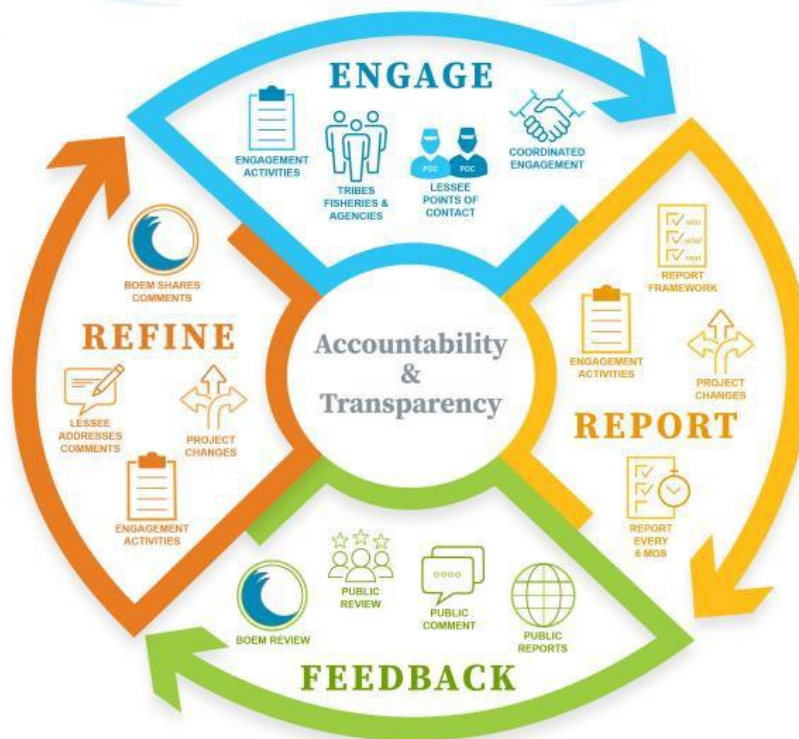 ENGAGE
ENGAGEMENT
ACTIVITIES
TRIBES
FISHERIES &
AGENCIES
POC
POC
LESSEE
POINTS OF
CONTACT
COORDINATED
ENGAGEMENT
REPORT
FRAMEWORK
ENGAGEMENT
ACTIVITIES
PROJECT
CHANGES
REPORT
REPORT
EVERY
6 MOS
BOEM REVIEW
PUBLIC
REVIEW
PUBLIC
COMMENT
PUBLIC
REPORTS
FEEDBACK
BOEM SHARES
COMMENTS
REFINE
LESSEE
ADDRESSES
COMMENTS
PROJECT
CHANGES
ENGAGEMENT
ACTIVITIES
Accountability
&
Transparency